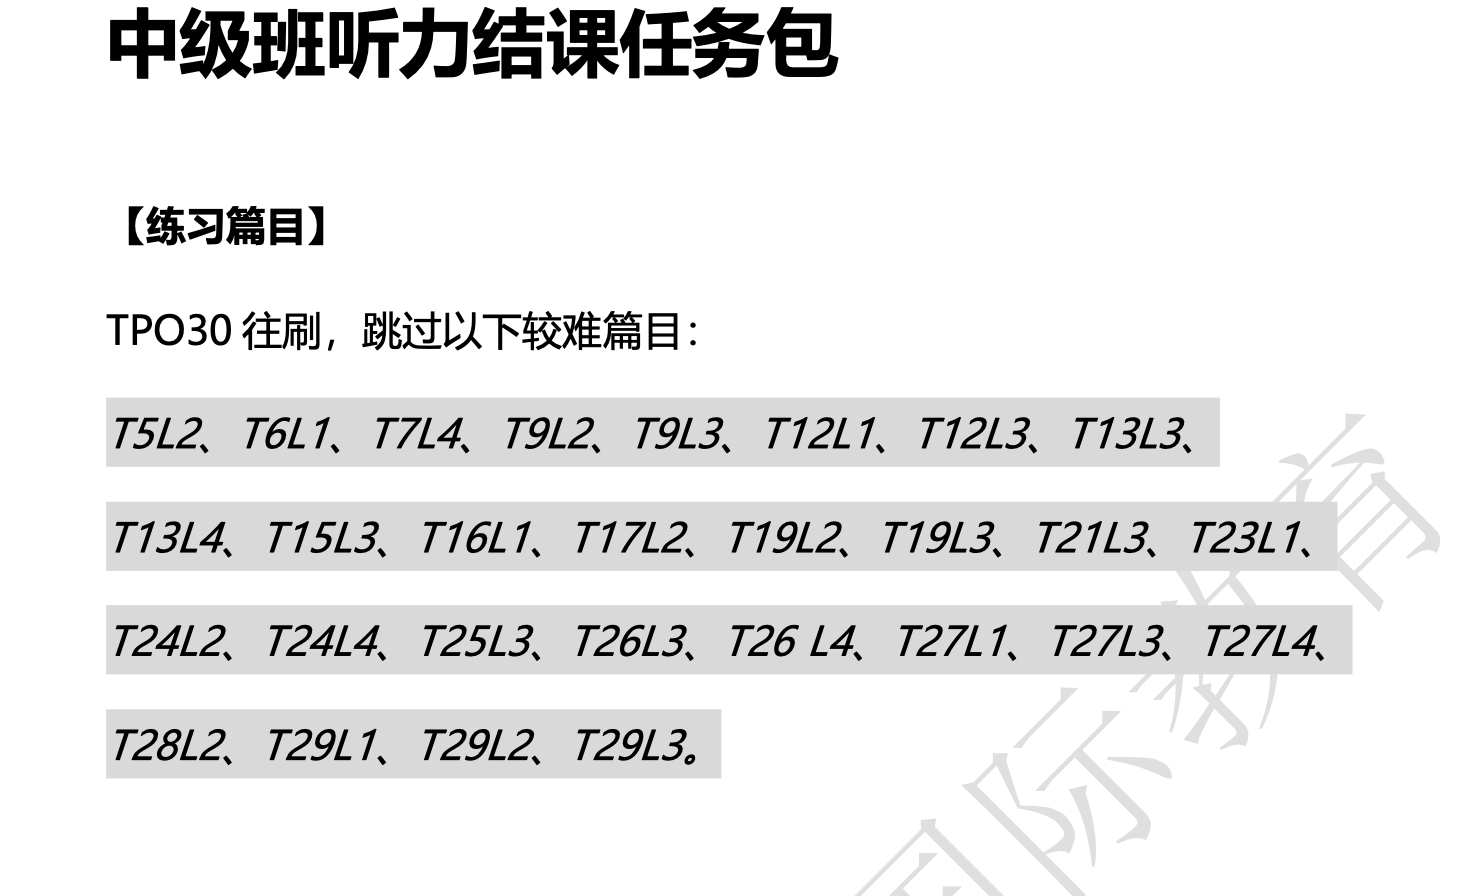 中级班听力结课任务包
【练习篇目】
TPO30 往刷，跳过以下较难篇目：
T5L2、T6L1、T7L4、T9L2、T9L3、T12L1、T12L3、T13L3、
T13L4、T15L3、T16L1、T17L2、T19L2、T19L3、T21L3、T23L1、
T24L2、T24L4、T25L3、T26L3、T26 L4、T27L1、T27L3、T27L4、
T28L2、T29L1、T29L2、T29L3。
国际教育